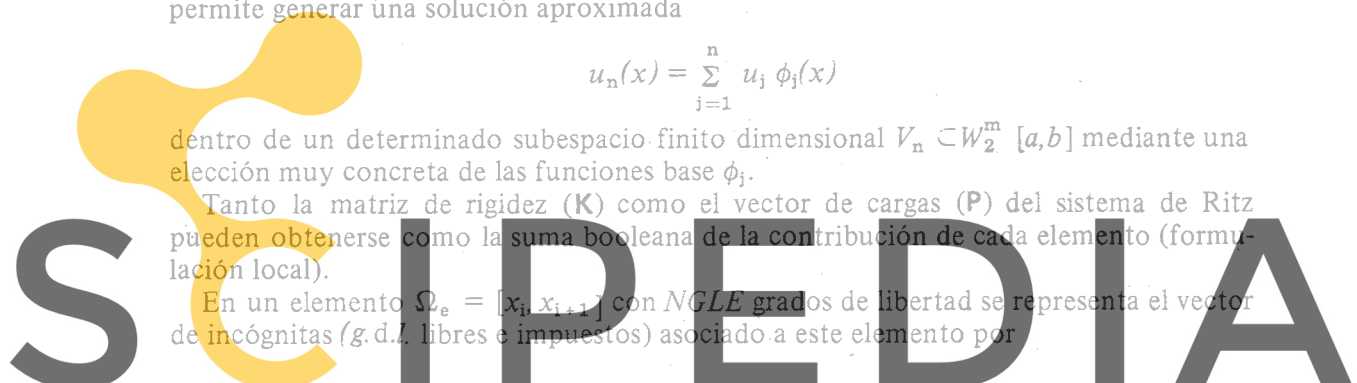 permite generar una solución aproximada
u_n(x) = Σ_{j=1}^{n} u_j ϕ_j(x)
dentro de un determinado subespacio finito dimensional V_n ⊂ W_2^m [a,b] mediante una
elección muy concreta de las funciones base ϕ_j.
Tanto la matriz de rigidez (K) como el vector de cargas (P) del sistema de Ritz
pueden obtenerse como la suma booleana de la contribución de cada elemento (formu-
lación local).
En un elemento Ω_e = [x_i, x_{i+1}] con NGLE grados de libertad se representa el vector
de incógnitas (g.d.l. libres e impuestos) asociado a este elemento por
SCIPEDIA